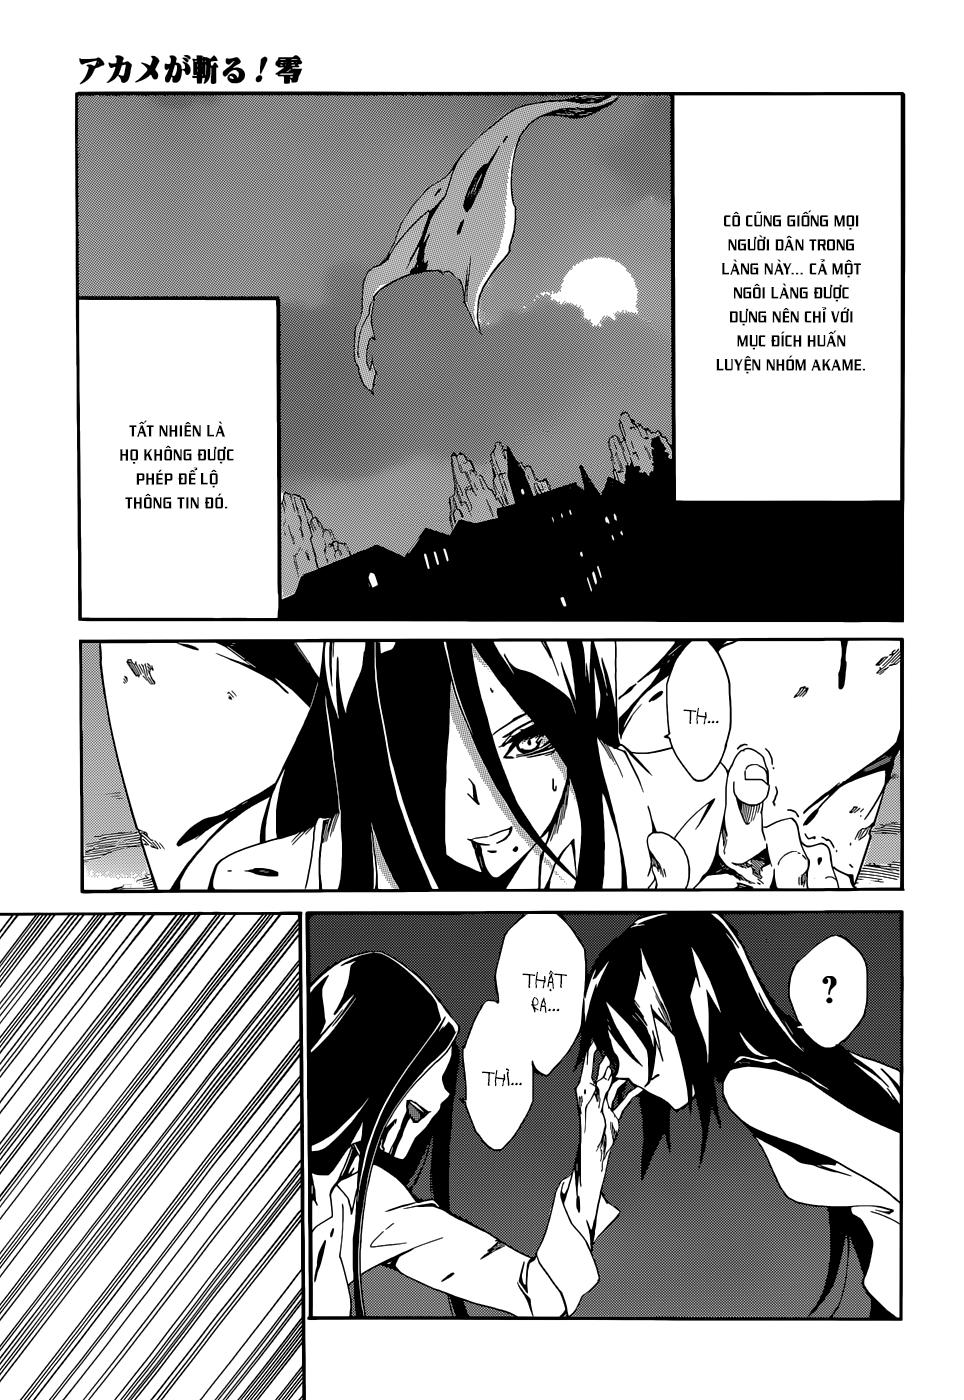 アカメが斬る！零
CÔ CŨNG GIỐNG MỌI
NGƯỜI DÂN TRONG
LÀNG NÀY... CẢ MỘT
NGÔI LÀNG ĐƯỢC
DỰNG NÊN CHỈ VỚI
MỤC ĐÍCH HUẤN
LUYỆN NHÓM AKAME.
TẤT NHIÊN LÀ
HỌ KHÔNG ĐƯỢC
PHÉP ĐỂ LỘ
THÔNG TIN ĐÓ.
TH...
?
THẬT
RA...
THÌ...